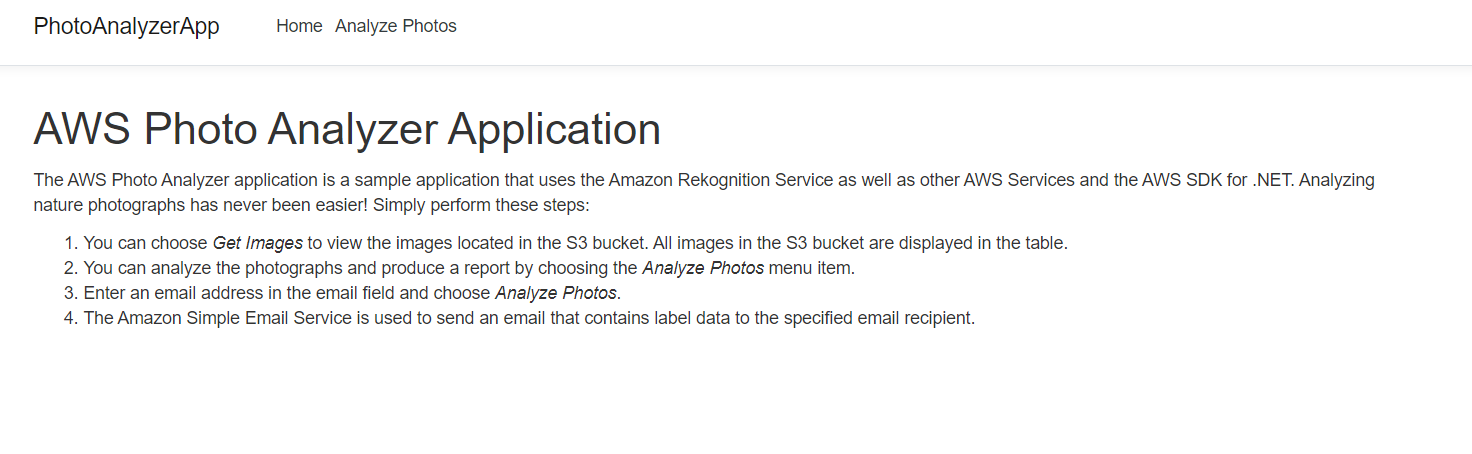 PhotoAnalyzerApp Home Analyze Photos
AWS Photo Analyzer Application
The AWS Photo Analyzer application is a sample application that uses the Amazon Rekognition Service as well as other AWS Services and the AWS SDK for .NET. Analyzing
nature photographs has never been easier! Simply perform these steps:
1. You can choose Get Images to view the images located in the S3 bucket. All images in the S3 bucket are displayed in the table.
2. You can analyze the photographs and produce a report by choosing the Analyze Photos menu item.
3. Enter an email address in the email field and choose Analyze Photos.
4. The Amazon Simple Email Service is used to send an email that contains label data to the specified email recipient.